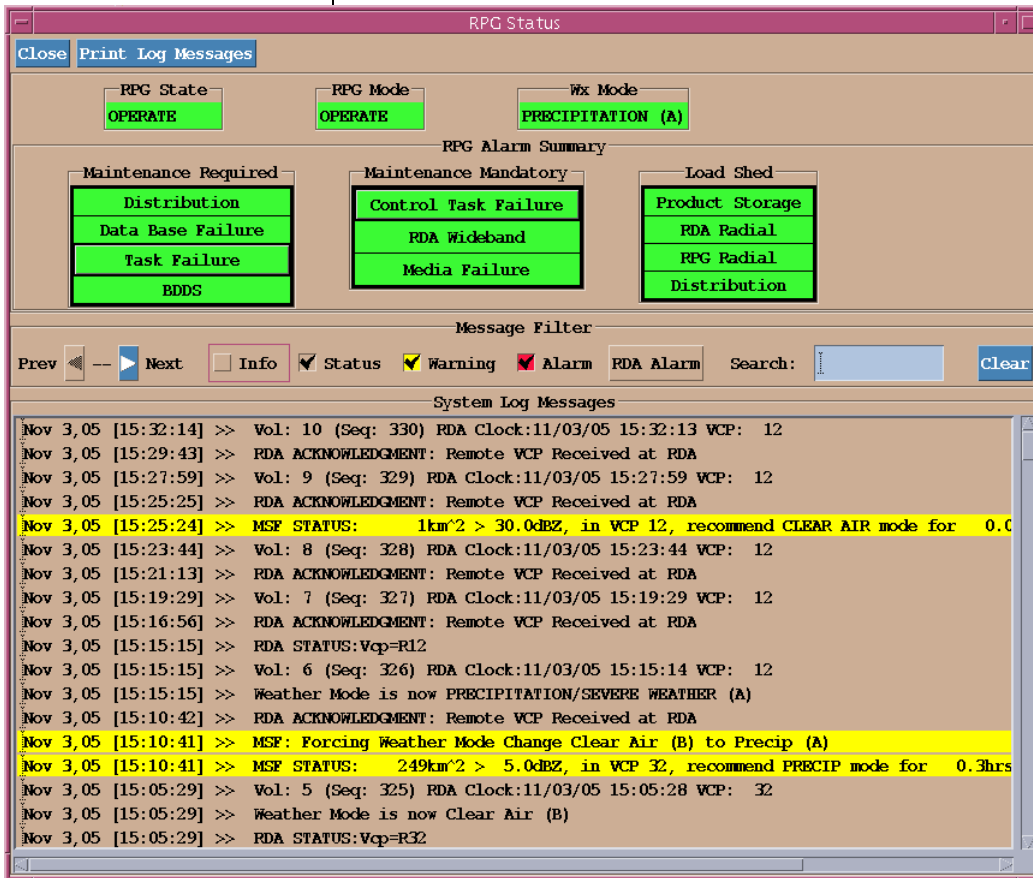 RPG Status
Close Print Log Messages
RPG State RPG Mode Wx Mode
OPERATE OPERATE PRECIPITATION (A)
RPG Alarm Summary
Maintenance Required Maintenance Mandatory Load Shed
Distribution Control Task Failure Product Storage
Data Base Failure RDA Wideband RDA Radial
Task Failure Media Failure RPG Radial
BDDS Distribution
Message Filter
Prev -- Next Info Status Warning Alarm RDA Alarm Search: Clear
System Log Messages
Nov 3,05 [15:32:14] >> Vol: 10 (Seq: 330) RDA Clock:11/03/05 15:32:13 VCP: 12
Nov 3,05 [15:29:43] >> RDA ACKNOWLEDGMENT: Remote VCP Received at RDA
Nov 3,05 [15:27:59] >> Vol: 9 (Seq: 329) RDA Clock:11/03/05 15:27:59 VCP: 12
Nov 3,05 [15:25:25] >> RDA ACKNOWLEDGMENT: Remote VCP Received at RDA
Nov 3,05 [15:25:24] >> MSF STATUS: 1km^2 > 30.0dBZ, in VCP 12, recommend CLEAR AIR mode for 0.0
Nov 3,05 [15:23:44] >> Vol: 8 (Seq: 328) RDA Clock:11/03/05 15:23:44 VCP: 12
Nov 3,05 [15:21:13] >> RDA ACKNOWLEDGMENT: Remote VCP Received at RDA
Nov 3,05 [15:19:29] >> Vol: 7 (Seq: 327) RDA Clock:11/03/05 15:19:29 VCP: 12
Nov 3,05 [15:16:56] >> RDA ACKNOWLEDGMENT: Remote VCP Received at RDA
Nov 3,05 [15:15:15] >> RDA STATUS:Vcp=R12
Nov 3,05 [15:15:15] >> Vol: 6 (Seq: 326) RDA Clock:11/03/05 15:15:14 VCP: 12
Nov 3,05 [15:15:15] >> Weather Mode is now PRECIPITATION/SEVERE WEATHER (A)
Nov 3,05 [15:10:42] >> RDA ACKNOWLEDGMENT: Remote VCP Received at RDA
Nov 3,05 [15:10:41] >> MSF: Forcing Weather Mode Change Clear Air (B) to Precip (A)
Nov 3,05 [15:10:41] >> MSF STATUS: 249km^2 > 5.0dBZ, in VCP 32, recommend PRECIP mode for 0.3hrs
Nov 3,05 [15:05:29] >> Vol: 5 (Seq: 325) RDA Clock:11/03/05 15:05:28 VCP: 32
Nov 3,05 [15:05:29] >> Weather Mode is now Clear Air (B)
Nov 3,05 [15:05:29] >> RDA STATUS:Vcp=R32